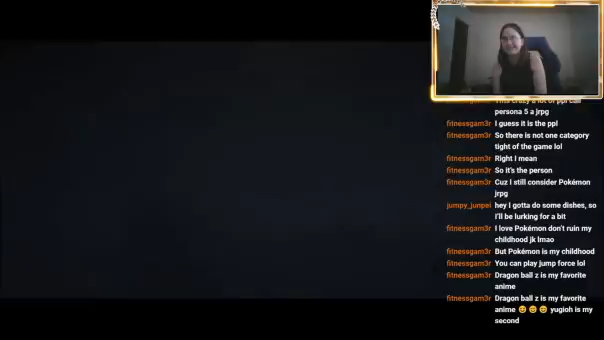 persona 5 a jrpg
fitnessgam3r I guess it is the ppl
fitnessgam3r So there is not one category
tight of the game lol
fitnessgam3r Right I mean
fitnessgam3r So it's the person
fitnessgam3r Cuz I still consider Pokémon
jrpg
jumpy_junpei hey I gotta do some dishes, so
I'll be lurking for a bit
fitnessgam3r I love Pokémon don't ruin my
childhood jk lmao
fitnessgam3r But Pokémon is my childhood
fitnessgam3r You can play jump force lol
fitnessgam3r Dragon ball z is my favorite
anime
fitnessgam3r Dragon ball z is my favorite
anime 😀 😀 😀 yugioh is my
second